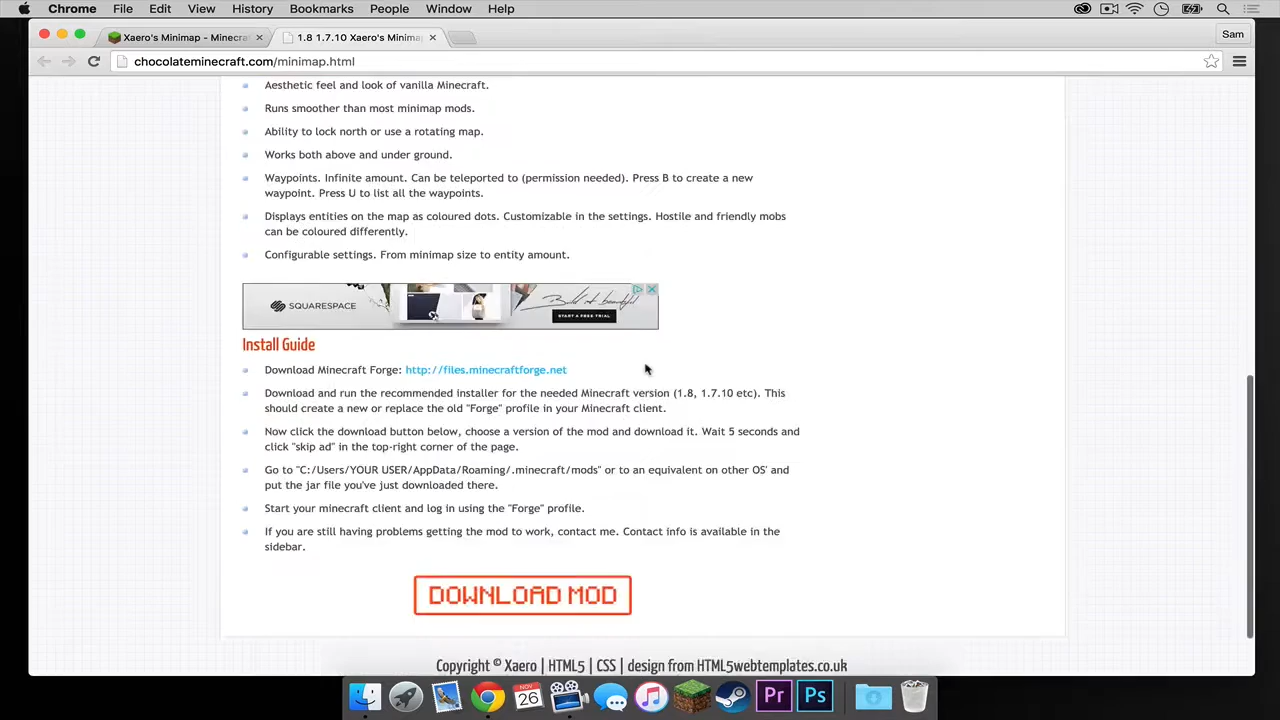 Chrome File Edit View History Bookmarks People Window Help
Xaero's Minimap - Minecra
1.8 1.7.10 Xaero's Minima
Sam
chocolateminecraft.com/minimap.html
Aesthetic feel and look of vanilla Minecraft.
Runs smoother than most minimap mods.
Ability to lock north or use a rotating map.
Works both above and under ground.
Waypoints. Infinite amount. Can be teleported to (permission needed). Press B to create a new
waypoint. Press U to list all the waypoints.
Displays entities on the map as coloured dots. Customizable in the settings. Hostile and friendly mobs
can be coloured differently.
Configurable settings. From minimap size to entity amount.
SQUARESPACE
Build it beautiful
START A FREE TRIAL
Install Guide
Download Minecraft Forge: http://files.minecraftforge.net
Download and run the recommended installer for the needed Minecraft version (1.8, 1.7.10 etc). This
should create a new or replace the old "Forge" profile in your Minecraft client.
Now click the download button below, choose a version of the mod and download it. Wait 5 seconds and
click "skip ad" in the top-right corner of the page.
Go to "C:/Users/YOUR USER/AppData/Roaming/.minecraft/mods" or to an equivalent on other OS' and
put the jar file you've just downloaded there.
Start your minecraft client and log in using the "Forge" profile.
If you are still having problems getting the mod to work, contact me. Contact info is available in the
sidebar.
DOWNLOAD MOD
Copyright © Xaero | HTML5 | CSS | design from HTML5webtemplates.co.uk
NOV
26
Pr
Ps